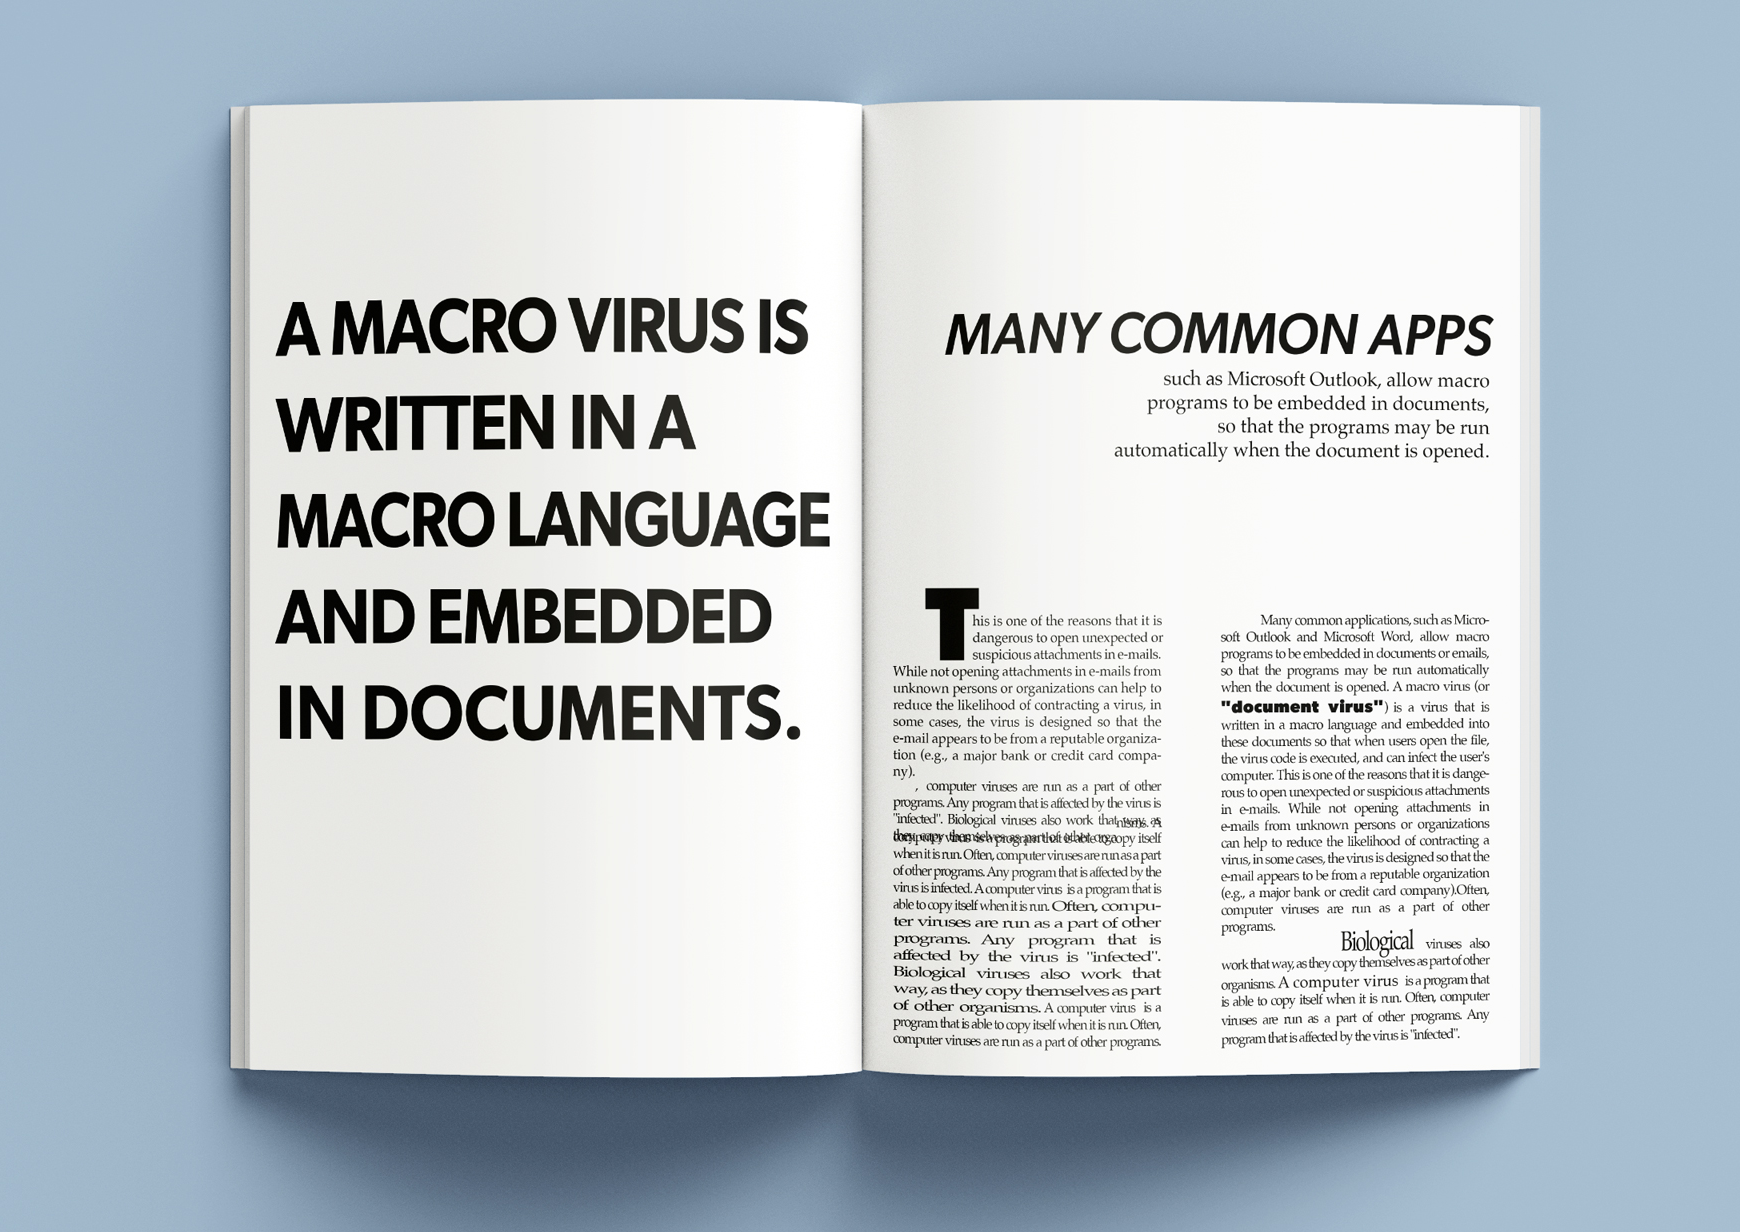 A MACRO VIRUS IS
WRITTEN IN A
MACRO LANGUAGE
AND EMBEDDED
IN DOCUMENTS.
MANY COMMON APPS
such as Microsoft Outlook, allow macro
programs to be embedded in documents,
so that the programs may be run
automatically when the document is opened.
This is one of the reasons that it is
dangerous to open unexpected or
suspicious attachments in e-mails.
While not opening attachments in e-mails from
unknown persons or organizations can help to
reduce the likelihood of contracting a virus, in
some cases, the virus is designed so that the
e-mail appears to be from a reputable organiza-
tion (e.g., a major bank or credit card compa-
ny).
, computer viruses are run as a part of other
programs. Any program that is affected by the virus is
"infected". Biological viruses also work that way, as
they copy themselves as part of other orga
nisms. A
computer virus is a program that is able to copy itself
when it is run. Often, computer viruses are run as a part
of other programs. Any program that is affected by the
virus is infected. A computer virus is a program that is
able to copy itself when it is run. Often, compu-
ter viruses are run as a part of other
programs. Any program that is
affected by the virus is "infected".
Biological viruses also work that
way, as they copy themselves as part
of other organisms. A computer virus is a
program that is able to copy itself when it is run. Often,
computer viruses are run as a part of other programs.
Many common applications, such as Micro-
soft Outlook and Microsoft Word, allow macro
programs to be embedded in documents or emails,
so that the programs may be run automatically
when the document is opened. A macro virus (or
"document virus") is a virus that is
written in a macro language and embedded into
these documents so that when users open the file,
the virus code is executed, and can infect the user's
computer. This is one of the reasons that it is dange-
rous to open unexpected or suspicious attachments
in e-mails. While not opening attachments in
e-mails from unknown persons or organizations
can help to reduce the likelihood of contracting a
virus, in some cases, the virus is designed so that the
e-mail appears to be from a reputable organization
(e.g., a major bank or credit card company).Often,
computer viruses are run as a part of other
programs.
Biological viruses also
work that way, as they copy themselves as part of other
organisms. A computer virus is a program that
is able to copy itself when it is run. Often, computer
viruses are run as a part of other programs. Any
program that is affected by the virus is "infected".